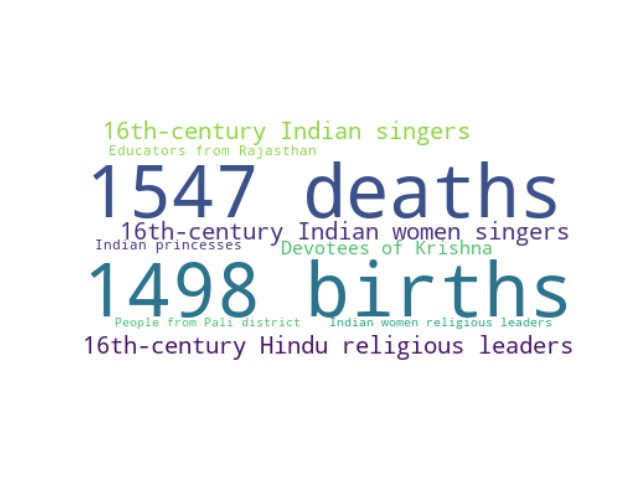 16th-century Indian singers
Educators from Rajasthan
1547 deaths
16th-century Indian women singers
Indian princesses
Devotees of Krishna
1498 births
People from Pali district
Indian women religious leaders
16th-century Hindu religious leaders